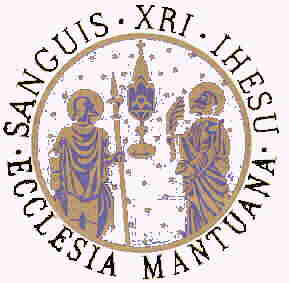 · SANGUIS · XRI · IHESU ·
ECCLESIA MANTUANA